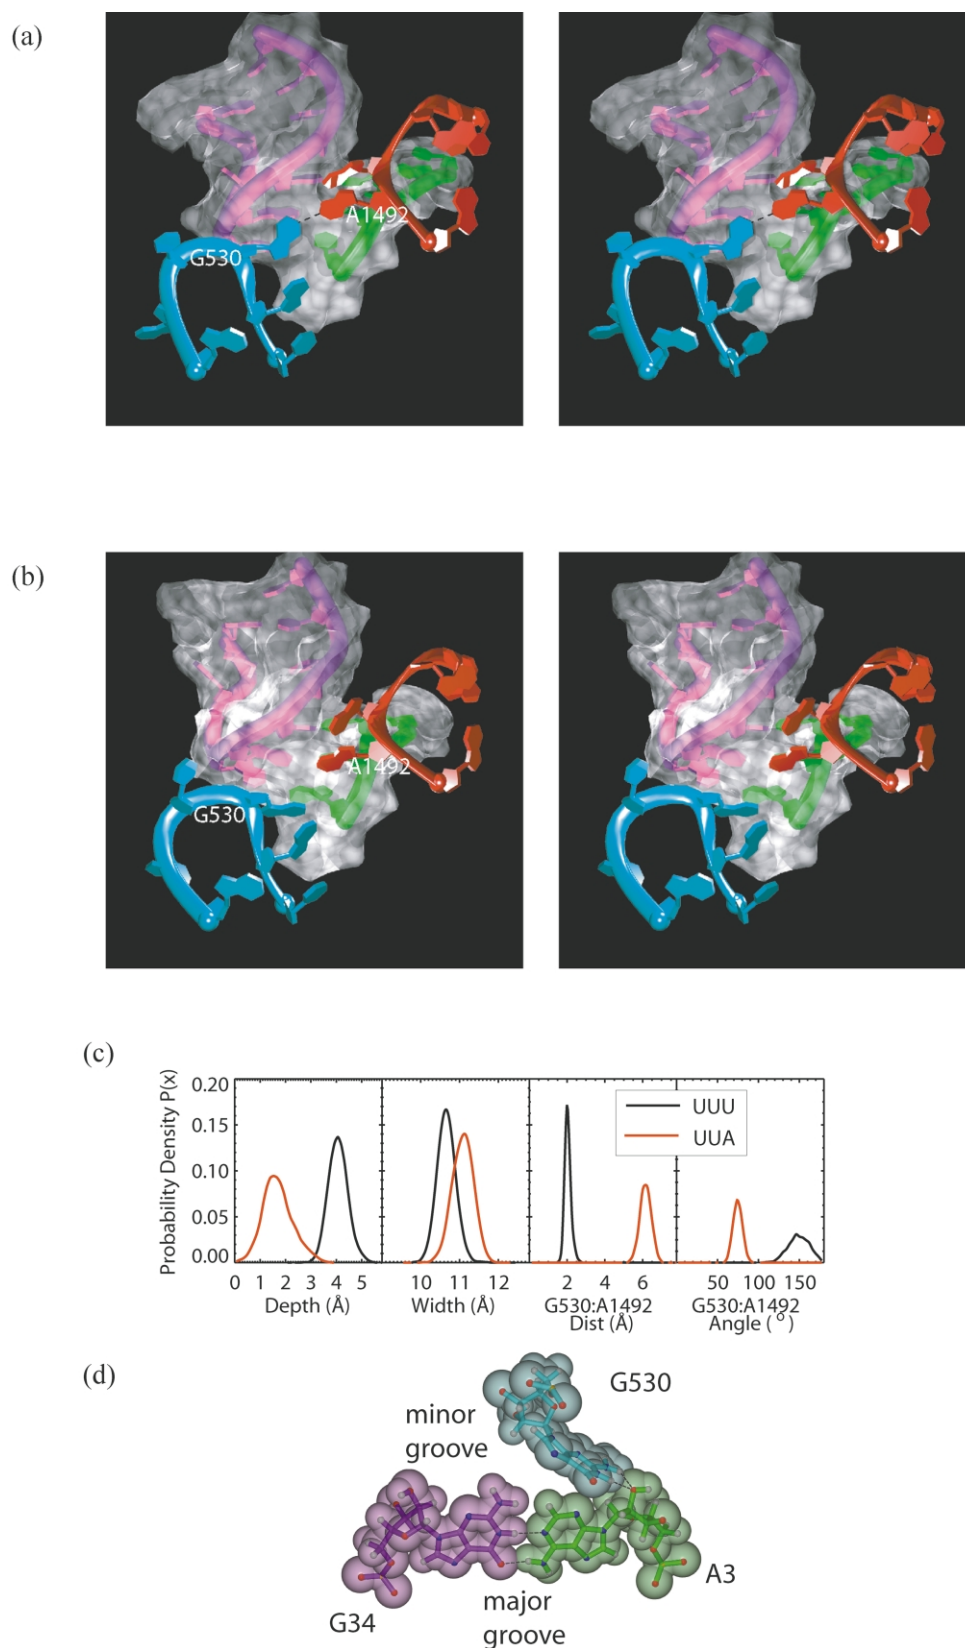 (a)
G530
A1492
(b)
G530
A1492
(c)
Probability Density P(x)
0.20
0.15
0.10
0.05
0.00
UUU
UUA
0 1 2 3 4 5
10 11 12
2 4 6
50 100 150
Depth (Å)
Width (Å)
G530:A1492
Dist (Å)
G530:A1492
Angle (°)
(d)
G530
minor
groove
A3
G34
major
groove